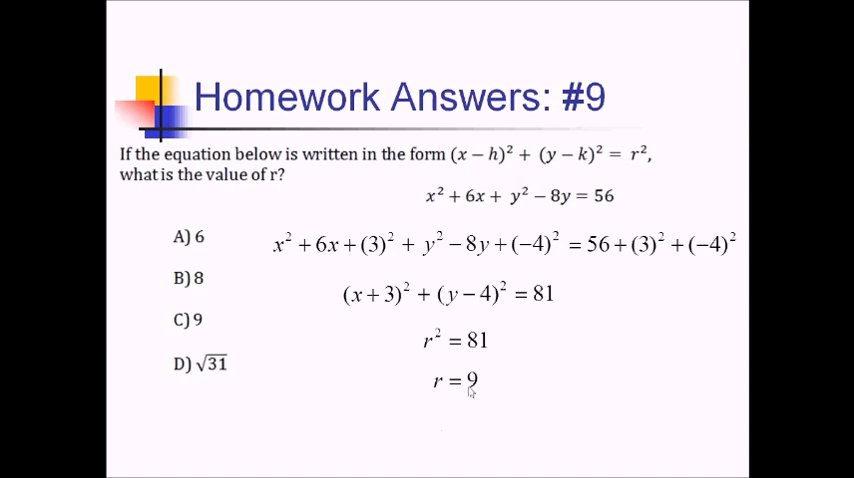 Homework Answers: #9
If the equation below is written in the form (x − h)² + (y − k)² = r²,
what is the value of r?
x² + 6x + y² − 8y = 56
A) 6
x² + 6x + (3)² + y² − 8y + (−4)² = 56 + (3)² + (−4)²
B) 8
(x + 3)² + (y − 4)² = 81
C) 9
r² = 81
D) √31
r = 9